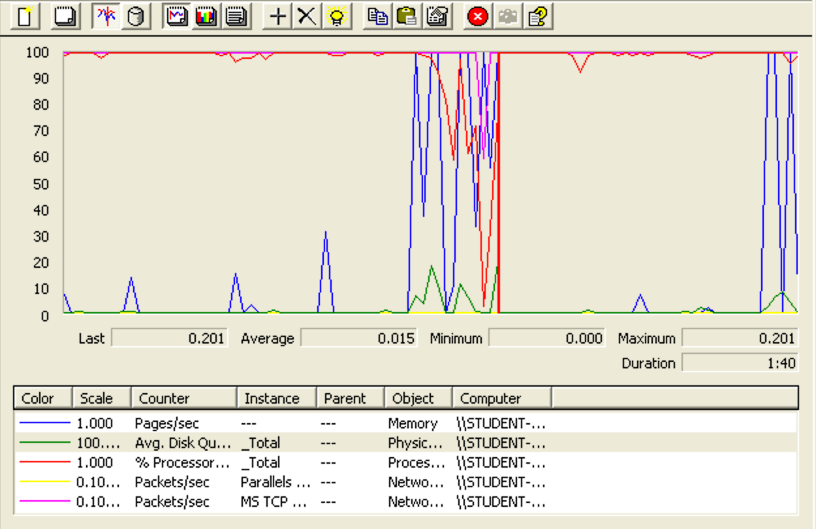 100
90
80
70
60
50
40
30
20
10
0
Last 0.201 Average 0.015 Minimum 0.000 Maximum 0.201
Duration 1:40
Color Scale Counter Instance Parent Object Computer
1.000 Pages/sec --- --- Memory \\STUDENT-...
100.... Avg. Disk Qu... _Total --- Physic... \\STUDENT-...
1.000 % Processor... _Total --- Proces... \\STUDENT-...
0.10... Packets/sec Parallels ... --- Netwo... \\STUDENT-...
0.10... Packets/sec MS TCP ... --- Netwo... \\STUDENT-...